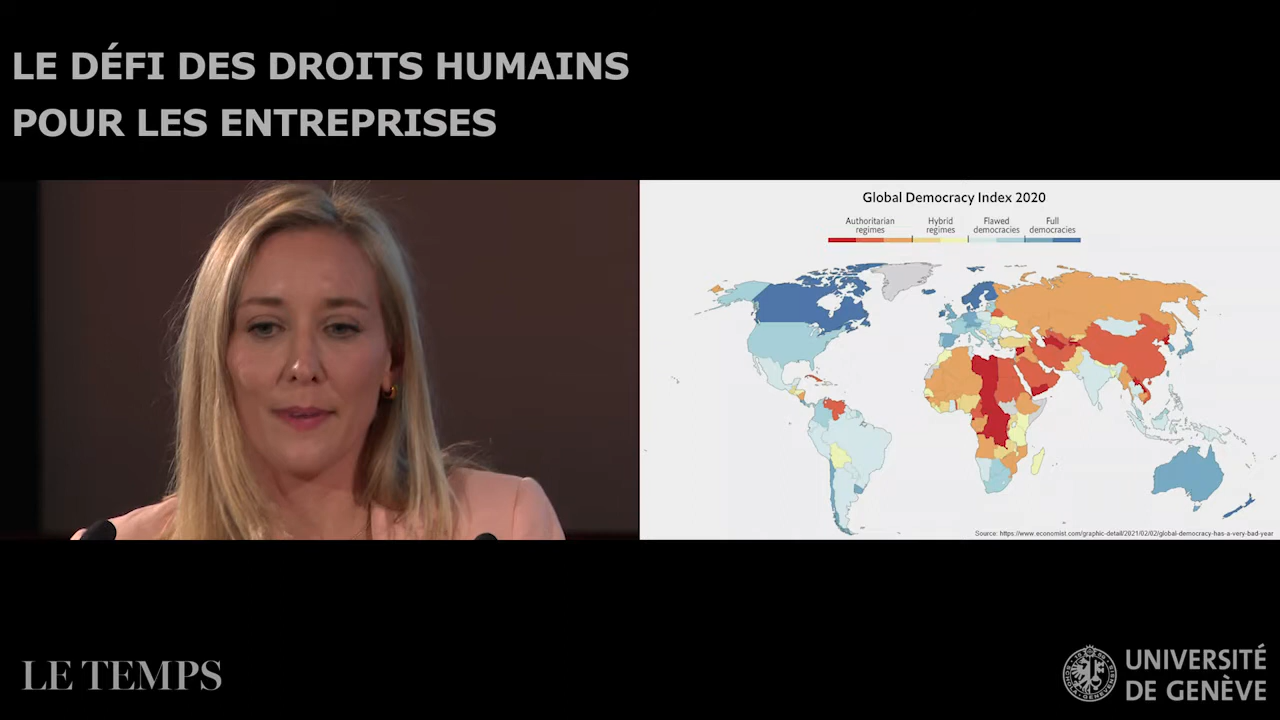 LE DÉFI DES DROITS HUMAINS
POUR LES ENTREPRISES
Global Democracy Index 2020
Authoritarian regimes
Hybrid regimes
Flawed democracies
Full democracies
Source: https://www.economist.com/graphic-detail/2021/02/02/global-democracy-has-a-very-bad-year
LE TEMPS
UNIVERSITÉ
DE GENÈVE